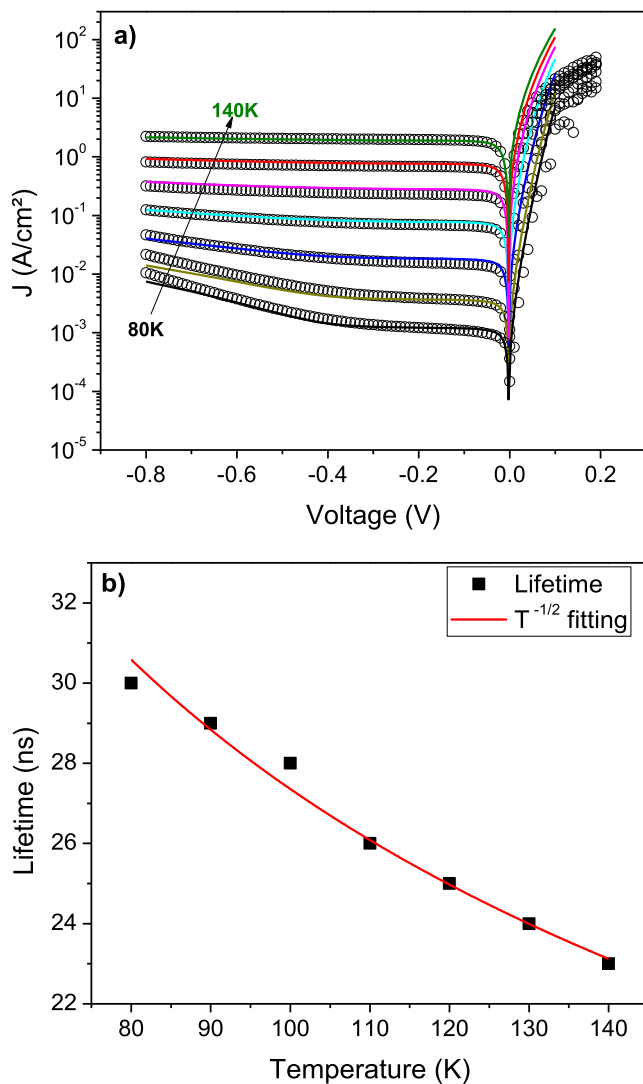 a)
10²
10¹
10⁰
10⁻¹
10⁻²
10⁻³
10⁻⁴
10⁻⁵
J (A/cm²)
140K
80K
-0.8 -0.6 -0.4 -0.2 0.0 0.2
Voltage (V)
b)
Lifetime
T⁻¹/² fitting
32
30
28
26
24
22
Lifetime (ns)
80 90 100 110 120 130 140
Temperature (K)